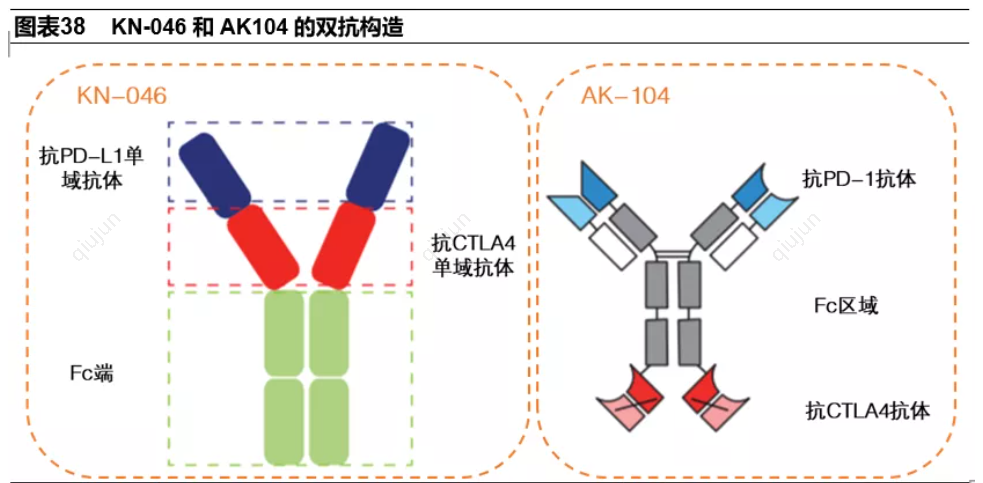 图表38 KN-046 和 AK104 的双抗构造
KN-046
抗PD-L1单
域抗体
抗CTLA4
单域抗体
Fc端
AK-104
抗PD-1抗体
Fc区域
抗CTLA4抗体
qiujun
qiujun
qiujun